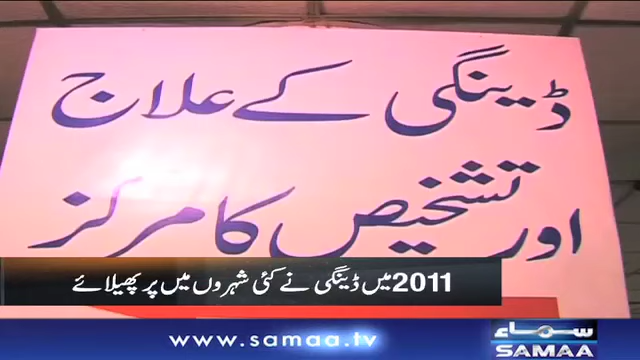 ڈینگی کے علاج
اور تشخیص کا مرکز
2011 میں ڈینگی نے کئی شہروں میں پر پھیلائے
www.samaa.tv
سماء
SAMAA